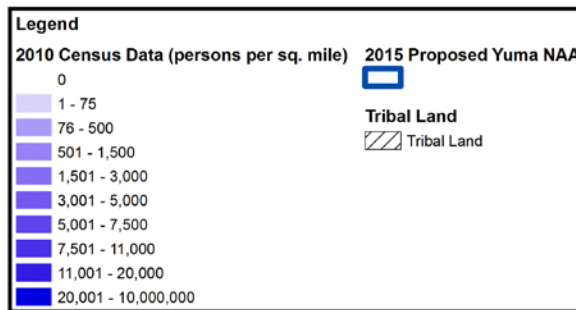 Legend
2010 Census Data (persons per sq. mile)
0
1 - 75
76 - 500
501 - 1,500
1,501 - 3,000
3,001 - 5,000
5,001 - 7,500
7,501 - 11,000
11,001 - 20,000
20,001 - 10,000,000
2015 Proposed Yuma NAA
Tribal Land
Tribal Land